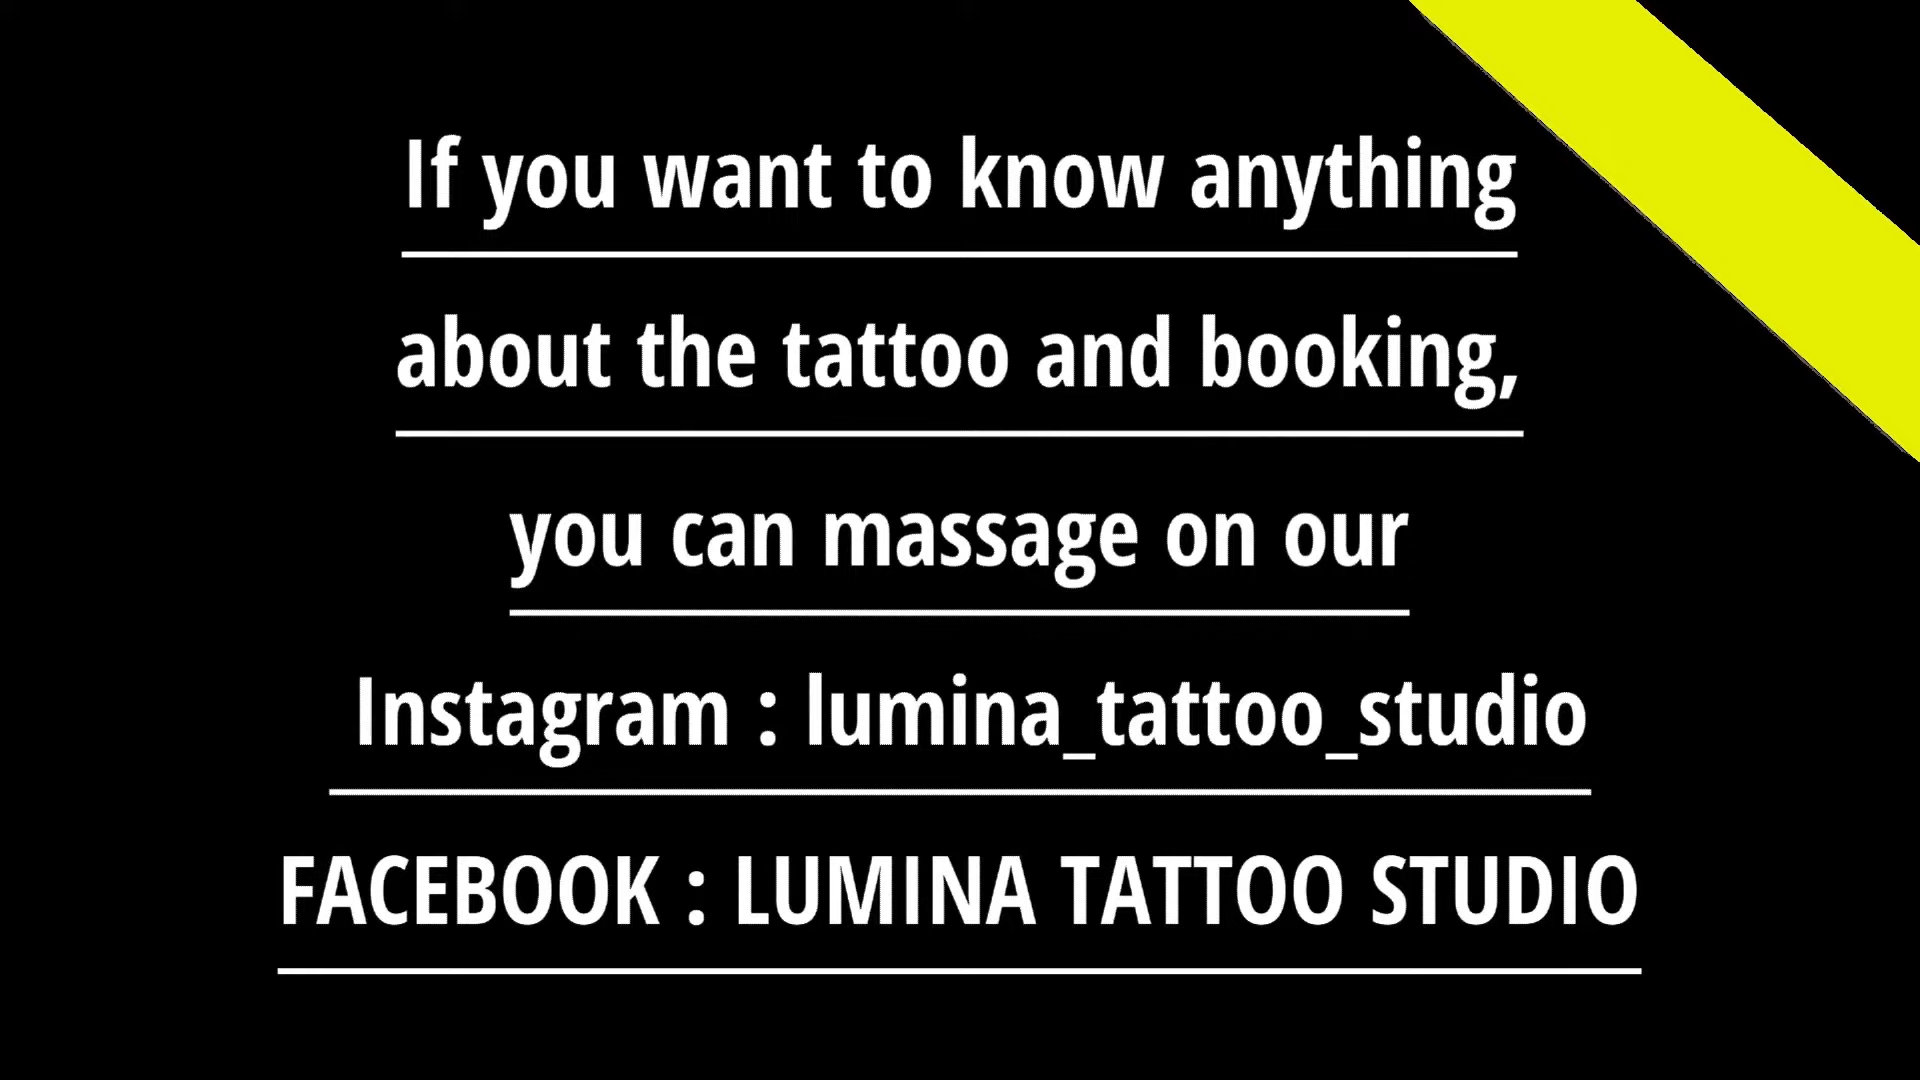 If you want to know anything
about the tattoo and booking,
you can massage on our
Instagram : lumina_tattoo_studio
FACEBOOK : LUMINA TATTOO STUDIO